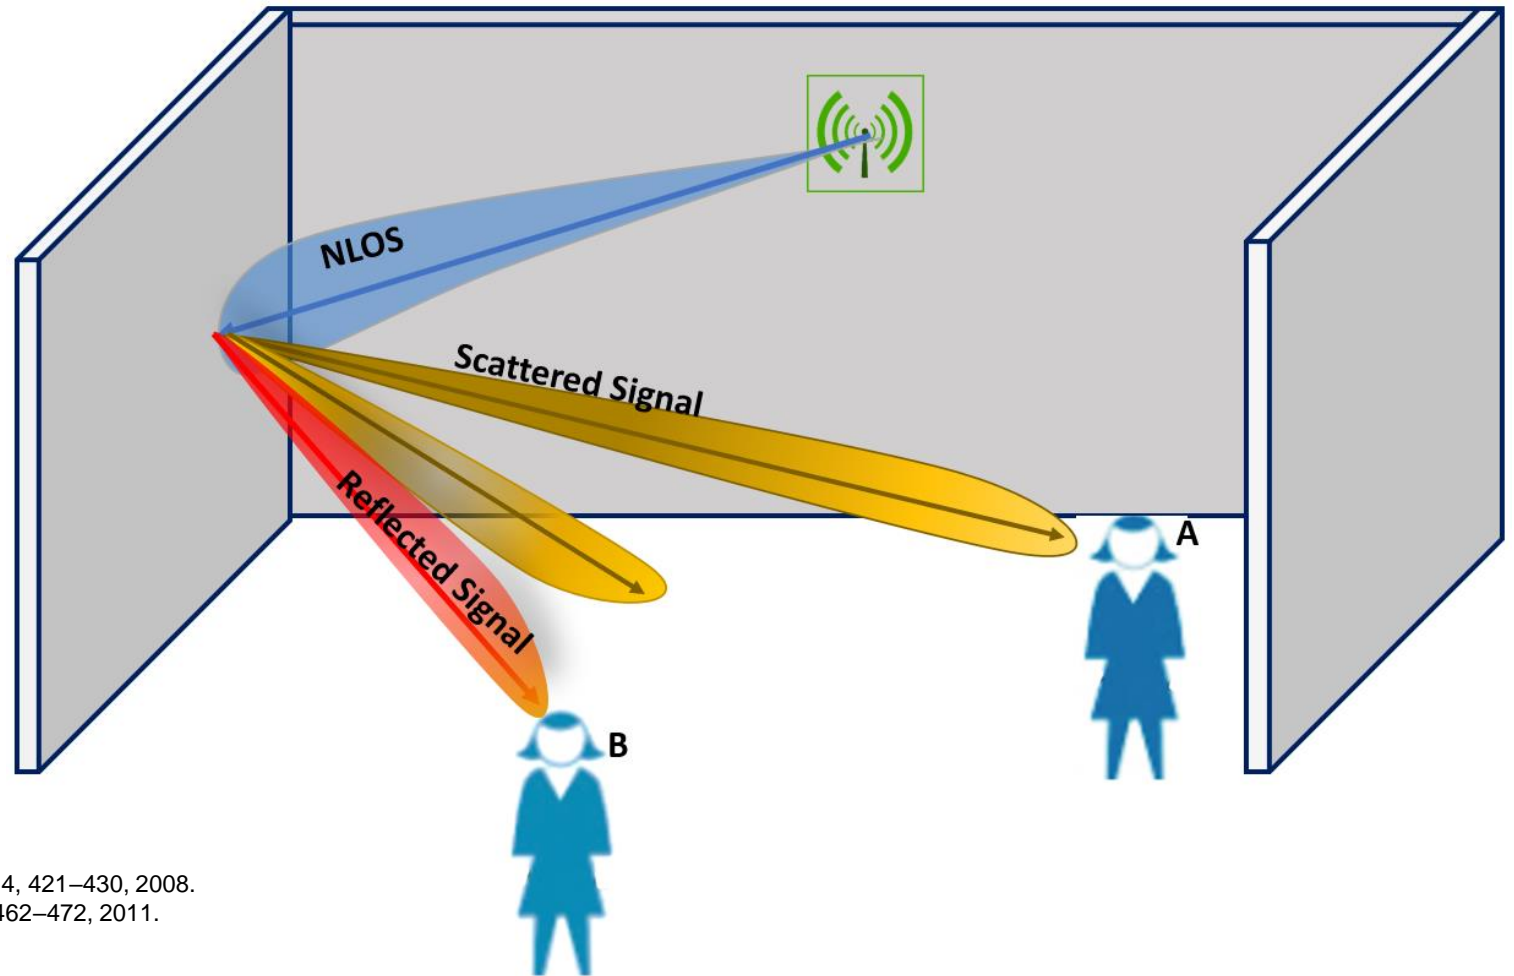 NLOS
Scattered Signal
Reflected Signal
A
B
4, 421–430, 2008.
462–472, 2011.